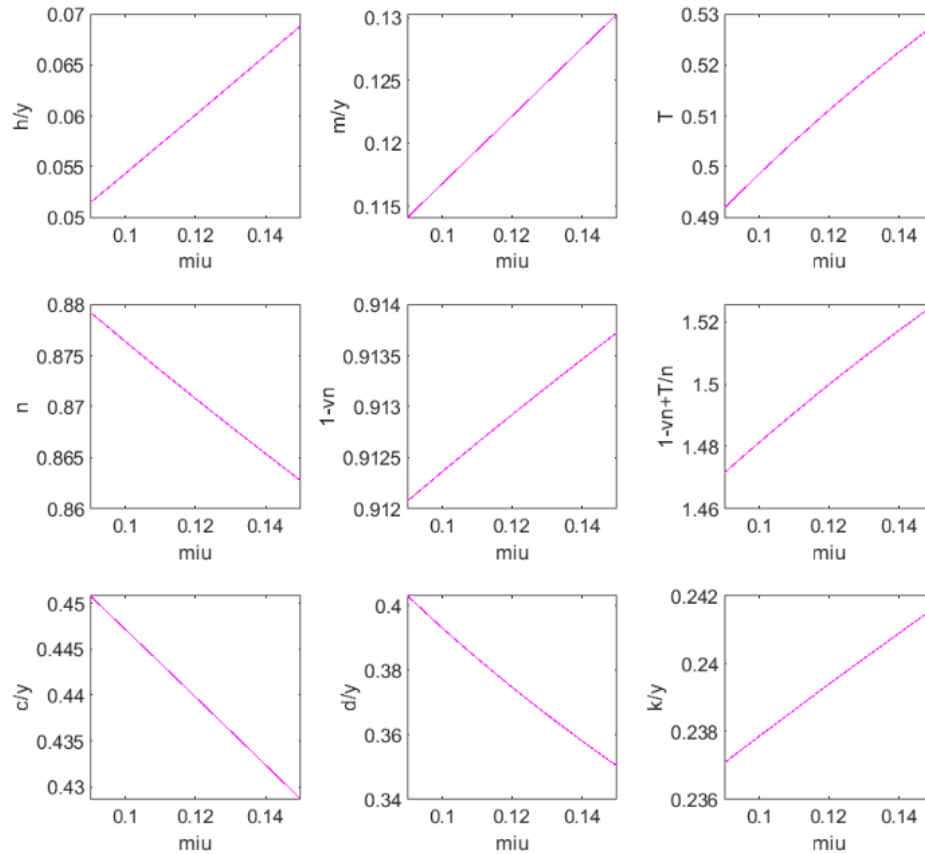 h/y
0.07
0.065
0.06
0.055
0.05
0.1 0.12 0.14
miu
m/y
0.13
0.125
0.12
0.115
0.1 0.12 0.14
miu
T
0.53
0.52
0.51
0.5
0.49
0.1 0.12 0.14
miu
n
0.88
0.875
0.87
0.865
0.86
0.1 0.12 0.14
miu
1-vn
0.914
0.9135
0.913
0.9125
0.912
0.1 0.12 0.14
miu
1-vn+T/n
1.52
1.5
1.48
1.46
0.1 0.12 0.14
miu
c/y
0.45
0.445
0.44
0.435
0.43
0.1 0.12 0.14
miu
d/y
0.4
0.38
0.36
0.34
0.1 0.12 0.14
miu
k/y
0.242
0.24
0.238
0.236
0.1 0.12 0.14
miu